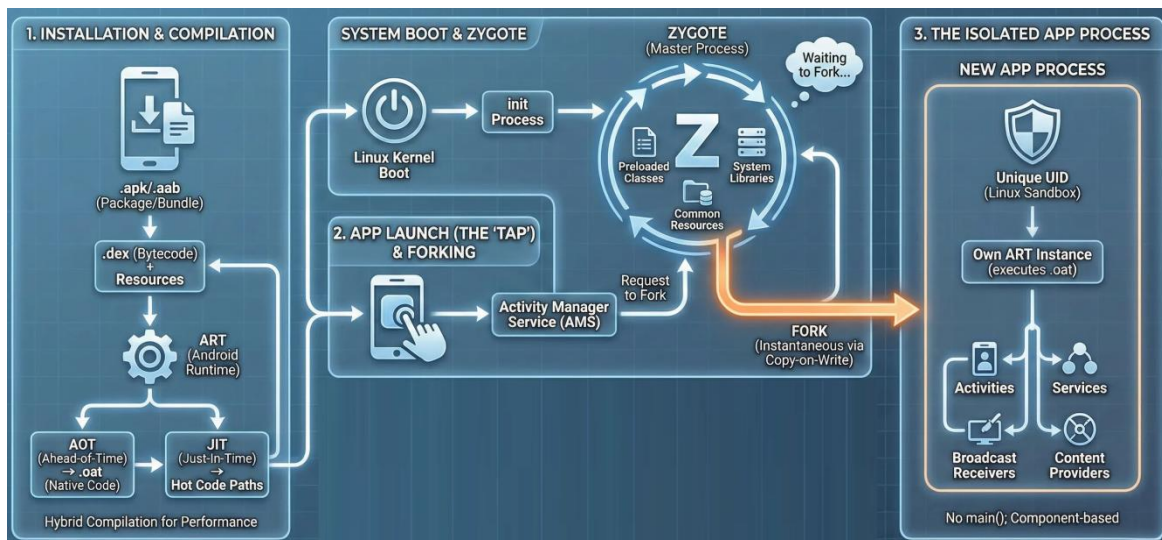 1. INSTALLATION & COMPILATION
.apk/.aab
(Package/Bundle)
.dex (Bytecode)
+
Resources
ART
(Android
Runtime)
AOT
(Ahead-of-Time)
→ .oat
(Native Code)
JIT
(Just-In-Time)
→
Hot Code Paths
Hybrid Compilation for Performance
SYSTEM BOOT & ZYGOTE
Linux Kernel
Boot
init
Process
ZYGOTE
(Master Process)
Waiting
to Fork...
Z
Preloaded
Classes
System
Libraries
Common
Resources
2. APP LAUNCH (THE 'TAP')
& FORKING
Activity Manager
Service (AMS)
Request
to Fork
FORK
(Instantaneous via
Copy-on-Write)
3. THE ISOLATED APP PROCESS
NEW APP PROCESS
Unique UID
(Linux Sandbox)
Own ART Instance
(executes .oat)
Activities
Services
Broadcast
Receivers
Content
Providers
No main(); Component-based